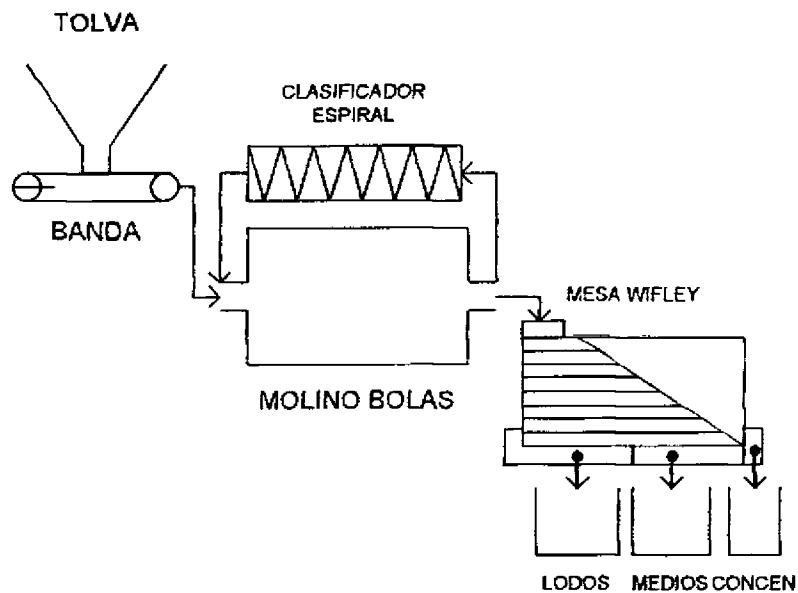 TOLVA
CLASIFICADOR
ESPIRAL
BANDA
MESA WIFLEY
MOLINO BOLAS
LODOS
MEDIOS
CONCEN